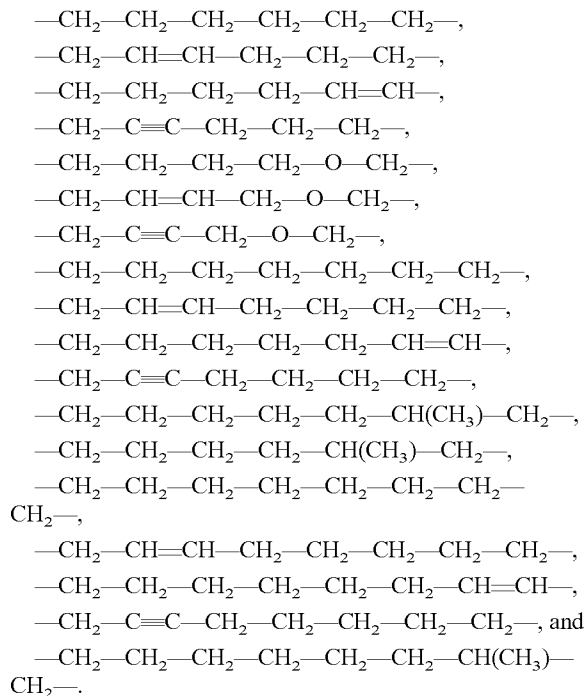 —CH₂—CH₂—CH₂—CH₂—CH₂—CH₂—,
—CH₂—CH=CH—CH₂—CH₂—CH₂—,
—CH₂—CH₂—CH₂—CH₂—CH=CH—,
—CH₂—C≡C—CH₂—CH₂—CH₂—,
—CH₂—CH₂—CH₂—CH₂—O—CH₂—,
—CH₂—CH=CH—CH₂—O—CH₂—,
—CH₂—C≡C—CH₂—O—CH₂—,
—CH₂—CH₂—CH₂—CH₂—CH₂—CH₂—CH₂—,
—CH₂—CH=CH—CH₂—CH₂—CH₂—CH₂—,
—CH₂—CH₂—CH₂—CH₂—CH₂—CH=CH—,
—CH₂—C≡C—CH₂—CH₂—CH₂—CH₂—,
—CH₂—CH₂—CH₂—CH₂—CH₂—CH(CH₃)—CH₂—,
—CH₂—CH₂—CH₂—CH₂—CH(CH₃)—CH₂—,
—CH₂—CH₂—CH₂—CH₂—CH₂—CH₂—CH₂—
CH₂—,
—CH₂—CH=CH—CH₂—CH₂—CH₂—CH₂—CH₂—,
—CH₂—CH₂—CH₂—CH₂—CH₂—CH₂—CH=CH—,
—CH₂—C≡C—CH₂—CH₂—CH₂—CH₂—CH₂—, and
—CH₂—CH₂—CH₂—CH₂—CH₂—CH₂—CH(CH₃)—
CH₂—.